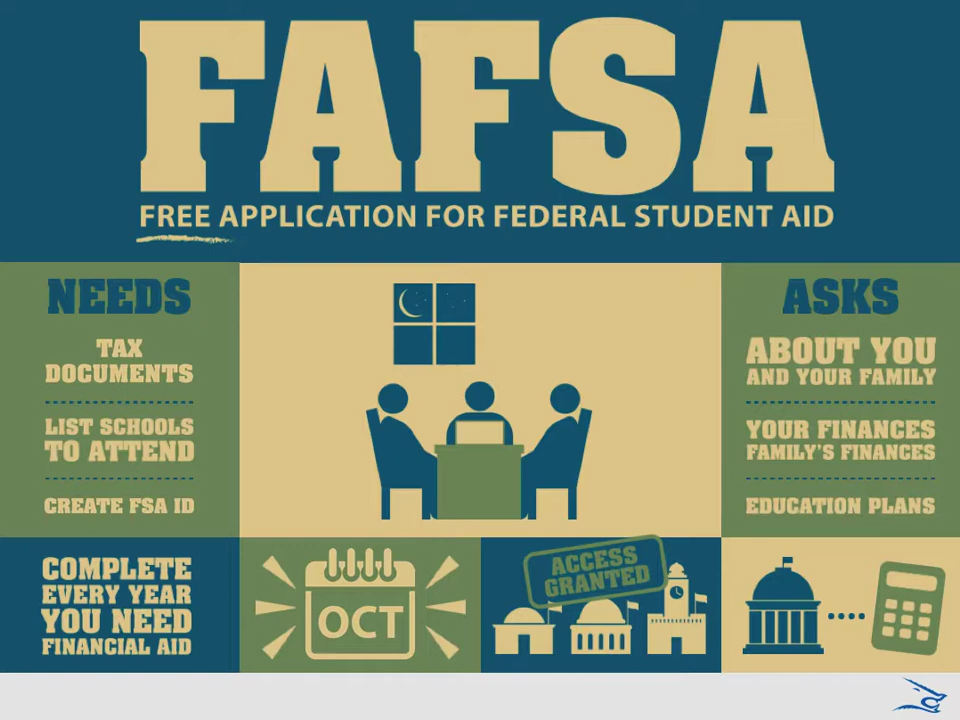 FAFSA
FREE APPLICATION FOR FEDERAL STUDENT AID
NEEDS
TAX
DOCUMENTS
LIST SCHOOLS
TO ATTEND
CREATE FSA ID
ASKS
ABOUT YOU
AND YOUR FAMILY
YOUR FINANCES
FAMILY'S FINANCES
EDUCATION PLANS
COMPLETE
EVERY YEAR
YOU NEED
FINANCIAL AID
OCT
ACCESS
GRANTED